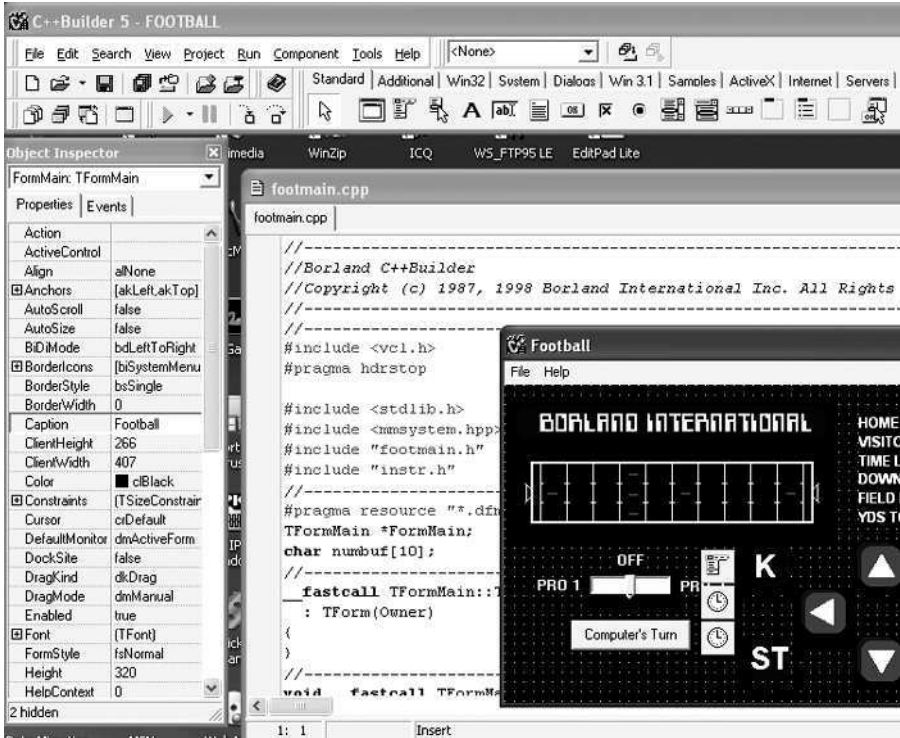 C++Builder 5 - FOOTBALL
File Edit Search View Project Run Component Tools Help <None>
Standard Additional Win32 System Dialogs Win 3.1 Samples ActiveX Internet Servers
Object Inspector
WinZip ICQ WS_FTP95 LE EditPad Lite
FormMain: TFormMain
Properties Events
Action
ActiveControl
Align alNone
Anchors [akLeft,akTop]
AutoScroll false
AutoSize false
BiDiMode bdLeftToRight
BorderIcons [biSystemMenu
BorderStyle bsSingle
BorderWidth 0
Caption Football
ClientHeight 266
ClientWidth 407
Color clBlack
Constraints (TSizeConstrair
Cursor crDefault
DefaultMonitor dmActiveForm
DockSite false
DragKind dkDrag
DragMode dmManual
Enabled true
Font (TFont)
FormStyle fsNormal
Height 320
HelpContext 0
2 hidden
footmain.cpp
footmain.cpp
//Borland C++Builder
//Copyright (c) 1987, 1998 Borland International Inc. All Rights
#include <vcl.h>
#pragma hdrstop
#include <stdlib.h>
#include <mmsystem.hpp>
#include "footmain.h"
#include "instr.h"
#pragma resource "*.dfm
TFormMain *FormMain;
char numbuf[10];
__fastcall TFormMain::T
: TForm(Owner)
{
}
void __fastcall TFormMa
1: 1 Insert
Football
File Help
BORLAND INTERNATIONAL
HOME
VISITO
TIME L
DOWN
FIELD
YDS TO
OFF
PRO 1 PR
K
Computer's Turn
ST